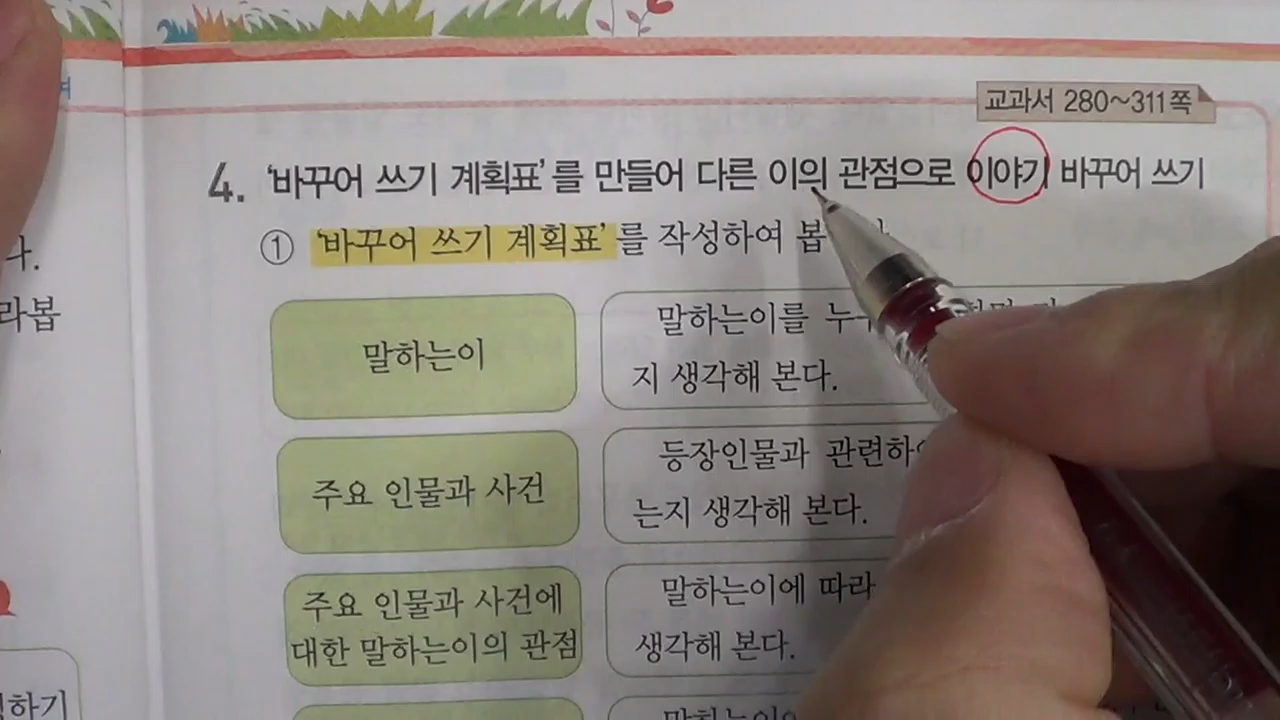 교과서 280~311쪽
4. '바꾸어 쓰기 계획표'를 만들어 다른 이의 관점으로 이야기 바꾸어 쓰기
① '바꾸어 쓰기 계획표'를 작성하여 봅
말하는이
말하는이를
지 생각해 본다.
주요 인물과 사건
등장인물과
는지 생각해 본다.
주요 인물과 사건에
대한 말하는이의 관점
말하는이에 따라
생각해 본다.
다.
라봅
하기